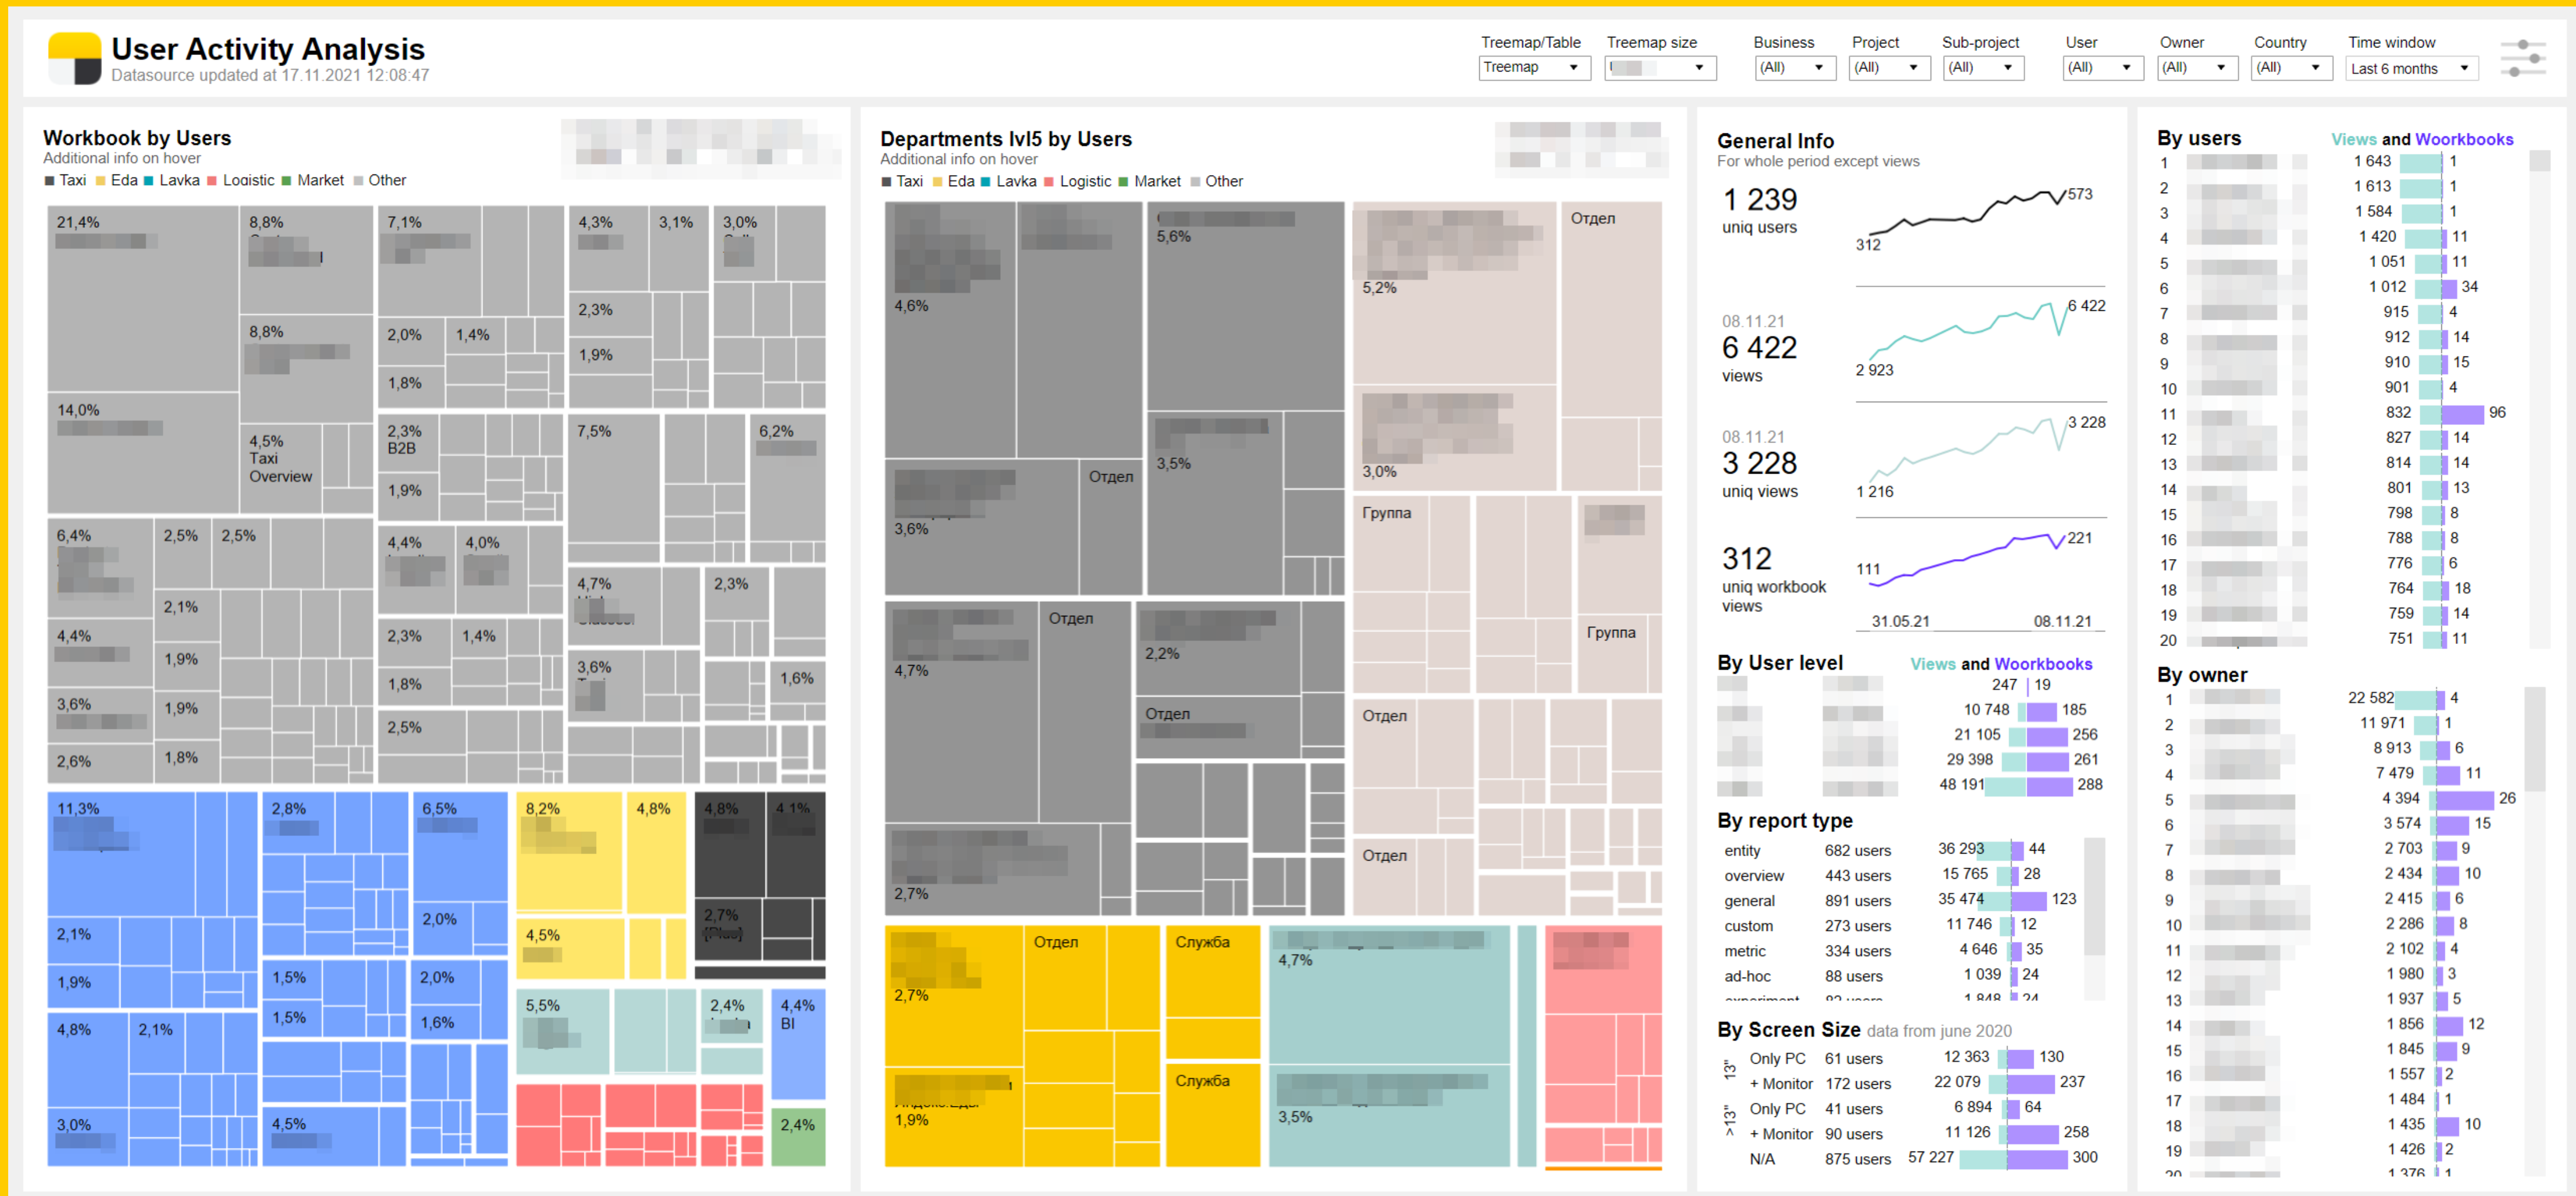 User Activity Analysis
Datasource updated at 17.11.2021 12:08:47
Treemap/Table
Treemap
Treemap size
Business
(All)
Project
(All)
Sub-project
(All)
User
(All)
Owner
(All)
Country
(All)
Time window
Last 6 months
Workbook by Users
Additional info on hover
Taxi Eda Lavka Logistic Market Other
21,4%
8,8%
7,1%
4,3%
3,1%
3,0%
2,3%
8,8%
2,0%
1,4%
1,9%
1,8%
14,0%
4,5%
Taxi
Overview
2,3%
B2B
7,5%
6,2%
1,9%
6,4%
2,5%
2,5%
4,4%
4,0%
4,7%
2,3%
2,1%
4,4%
2,3%
1,4%
1,9%
3,6%
1,6%
1,8%
3,6%
1,9%
2,5%
2,6%
1,8%
11,3%
2,8%
6,5%
8,2%
4,8%
4,8%
4,1%
2,1%
2,0%
4,5%
2,7%
(Plus)
1,9%
1,5%
2,0%
5,5%
2,4%
4,4%
BI
4,8%
2,1%
1,5%
1,6%
3,0%
4,5%
2,4%
Departments lvl5 by Users
Additional info on hover
Taxi Eda Lavka Logistic Market Other
4,6%
5,6%
5,2%
Отдел
3,5%
3,0%
3,6%
Отдел
Группа
4,7%
Отдел
2,2%
Группа
Отдел
Отдел
2,7%
Отдел
2,7%
Отдел
Служба
4,7%
1,9%
Служба
3,5%
General Info
For whole period except views
1 239
uniq users
312
573
08.11.21
6 422
views
2 923
6 422
08.11.21
3 228
uniq views
1 216
3 228
312
uniq workbook
views
111
221
31.05.21 08.11.21
By User level Views and Woorkbooks
247 19
10 748 185
21 105 256
29 398 261
48 191 288
By report type
entity 682 users 36 293 44
overview 443 users 15 765 28
general 891 users 35 474 123
custom 273 users 11 746 12
metric 334 users 4 646 35
ad-hoc 88 users 1 039 24
experiment 82 users 1 848 24
By Screen Size data from june 2020
13" Only PC 61 users 12 363 130
+ Monitor 172 users 22 079 237
>13" Only PC 41 users 6 894 64
+ Monitor 90 users 11 126 258
N/A 875 users 57 227 300
By users Views and Woorkbooks
1 1 643 1
2 1 613 1
3 1 584 1
4 1 420 11
5 1 051 11
6 1 012 34
7 915 4
8 912 14
9 910 15
10 901 4
11 832 96
12 827 14
13 814 14
14 801 13
15 798 8
16 788 8
17 776 6
18 764 18
19 759 14
20 751 11
By owner
1 22 582 4
2 11 971 1
3 8 913 6
4 7 479 11
5 4 394 26
6 3 574 15
7 2 703 9
8 2 434 10
9 2 415 6
10 2 286 8
11 2 102 4
12 1 980 3
13 1 937 5
14 1 856 12
15 1 845 9
16 1 557 2
17 1 484 1
18 1 435 10
19 1 426 2
20 1 376 1